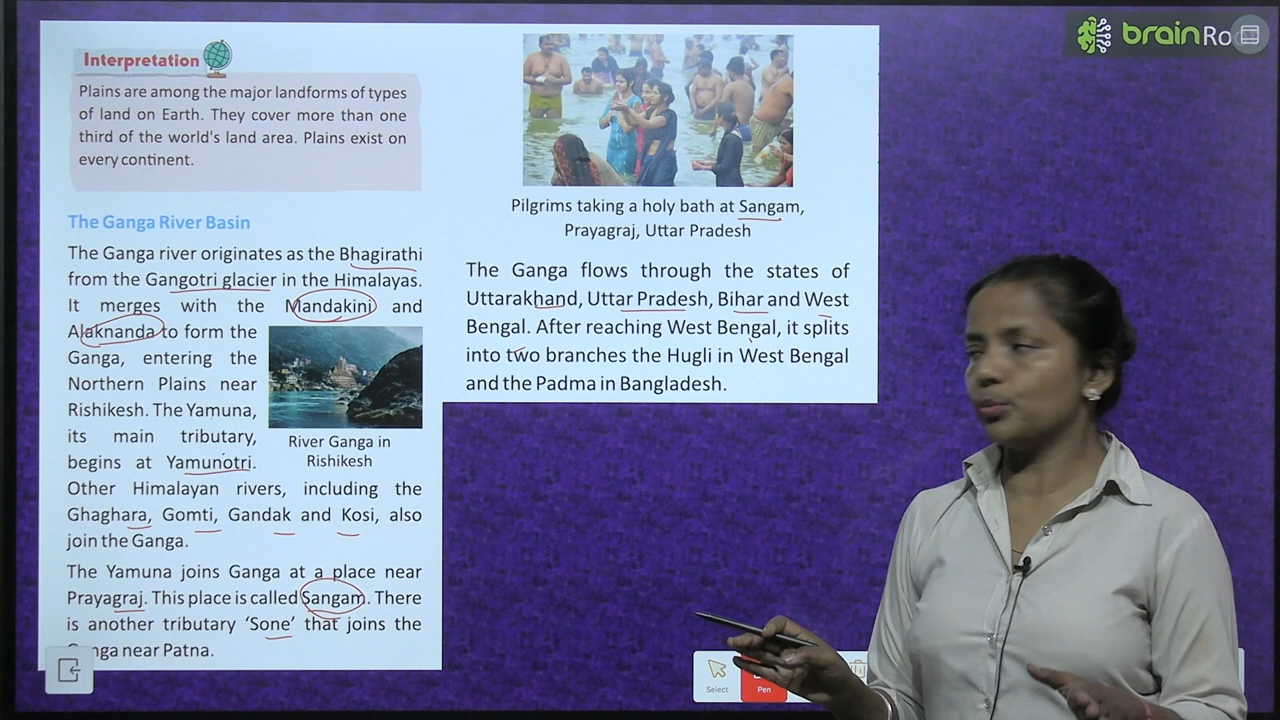 Interpretation
Plains are among the major landforms of types
of land on Earth. They cover more than one
third of the world's land area. Plains exist on
every continent.
The Ganga River Basin
The Ganga river originates as the Bhagirathi
from the Gangotri glacier in the Himalayas.
It merges with the Mandakini and
Alaknanda to form the
Ganga, entering the
Northern Plains near
Rishikesh. The Yamuna,
its main tributary,
begins at Yamunotri.
River Ganga in
Rishikesh
Other Himalayan rivers, including the
Ghaghara, Gomti, Gandak and Kosi, also
join the Ganga.
The Yamuna joins Ganga at a place near
Prayagraj. This place is called Sangam. There
is another tributary ‘Sone’ that joins the
Ganga near Patna.
Pilgrims taking a holy bath at Sangam,
Prayagraj, Uttar Pradesh
The Ganga flows through the states of
Uttarakhand, Uttar Pradesh, Bihar and West
Bengal. After reaching West Bengal, it splits
into two branches the Hugli in West Bengal
and the Padma in Bangladesh.
brainRo
Select
Pen